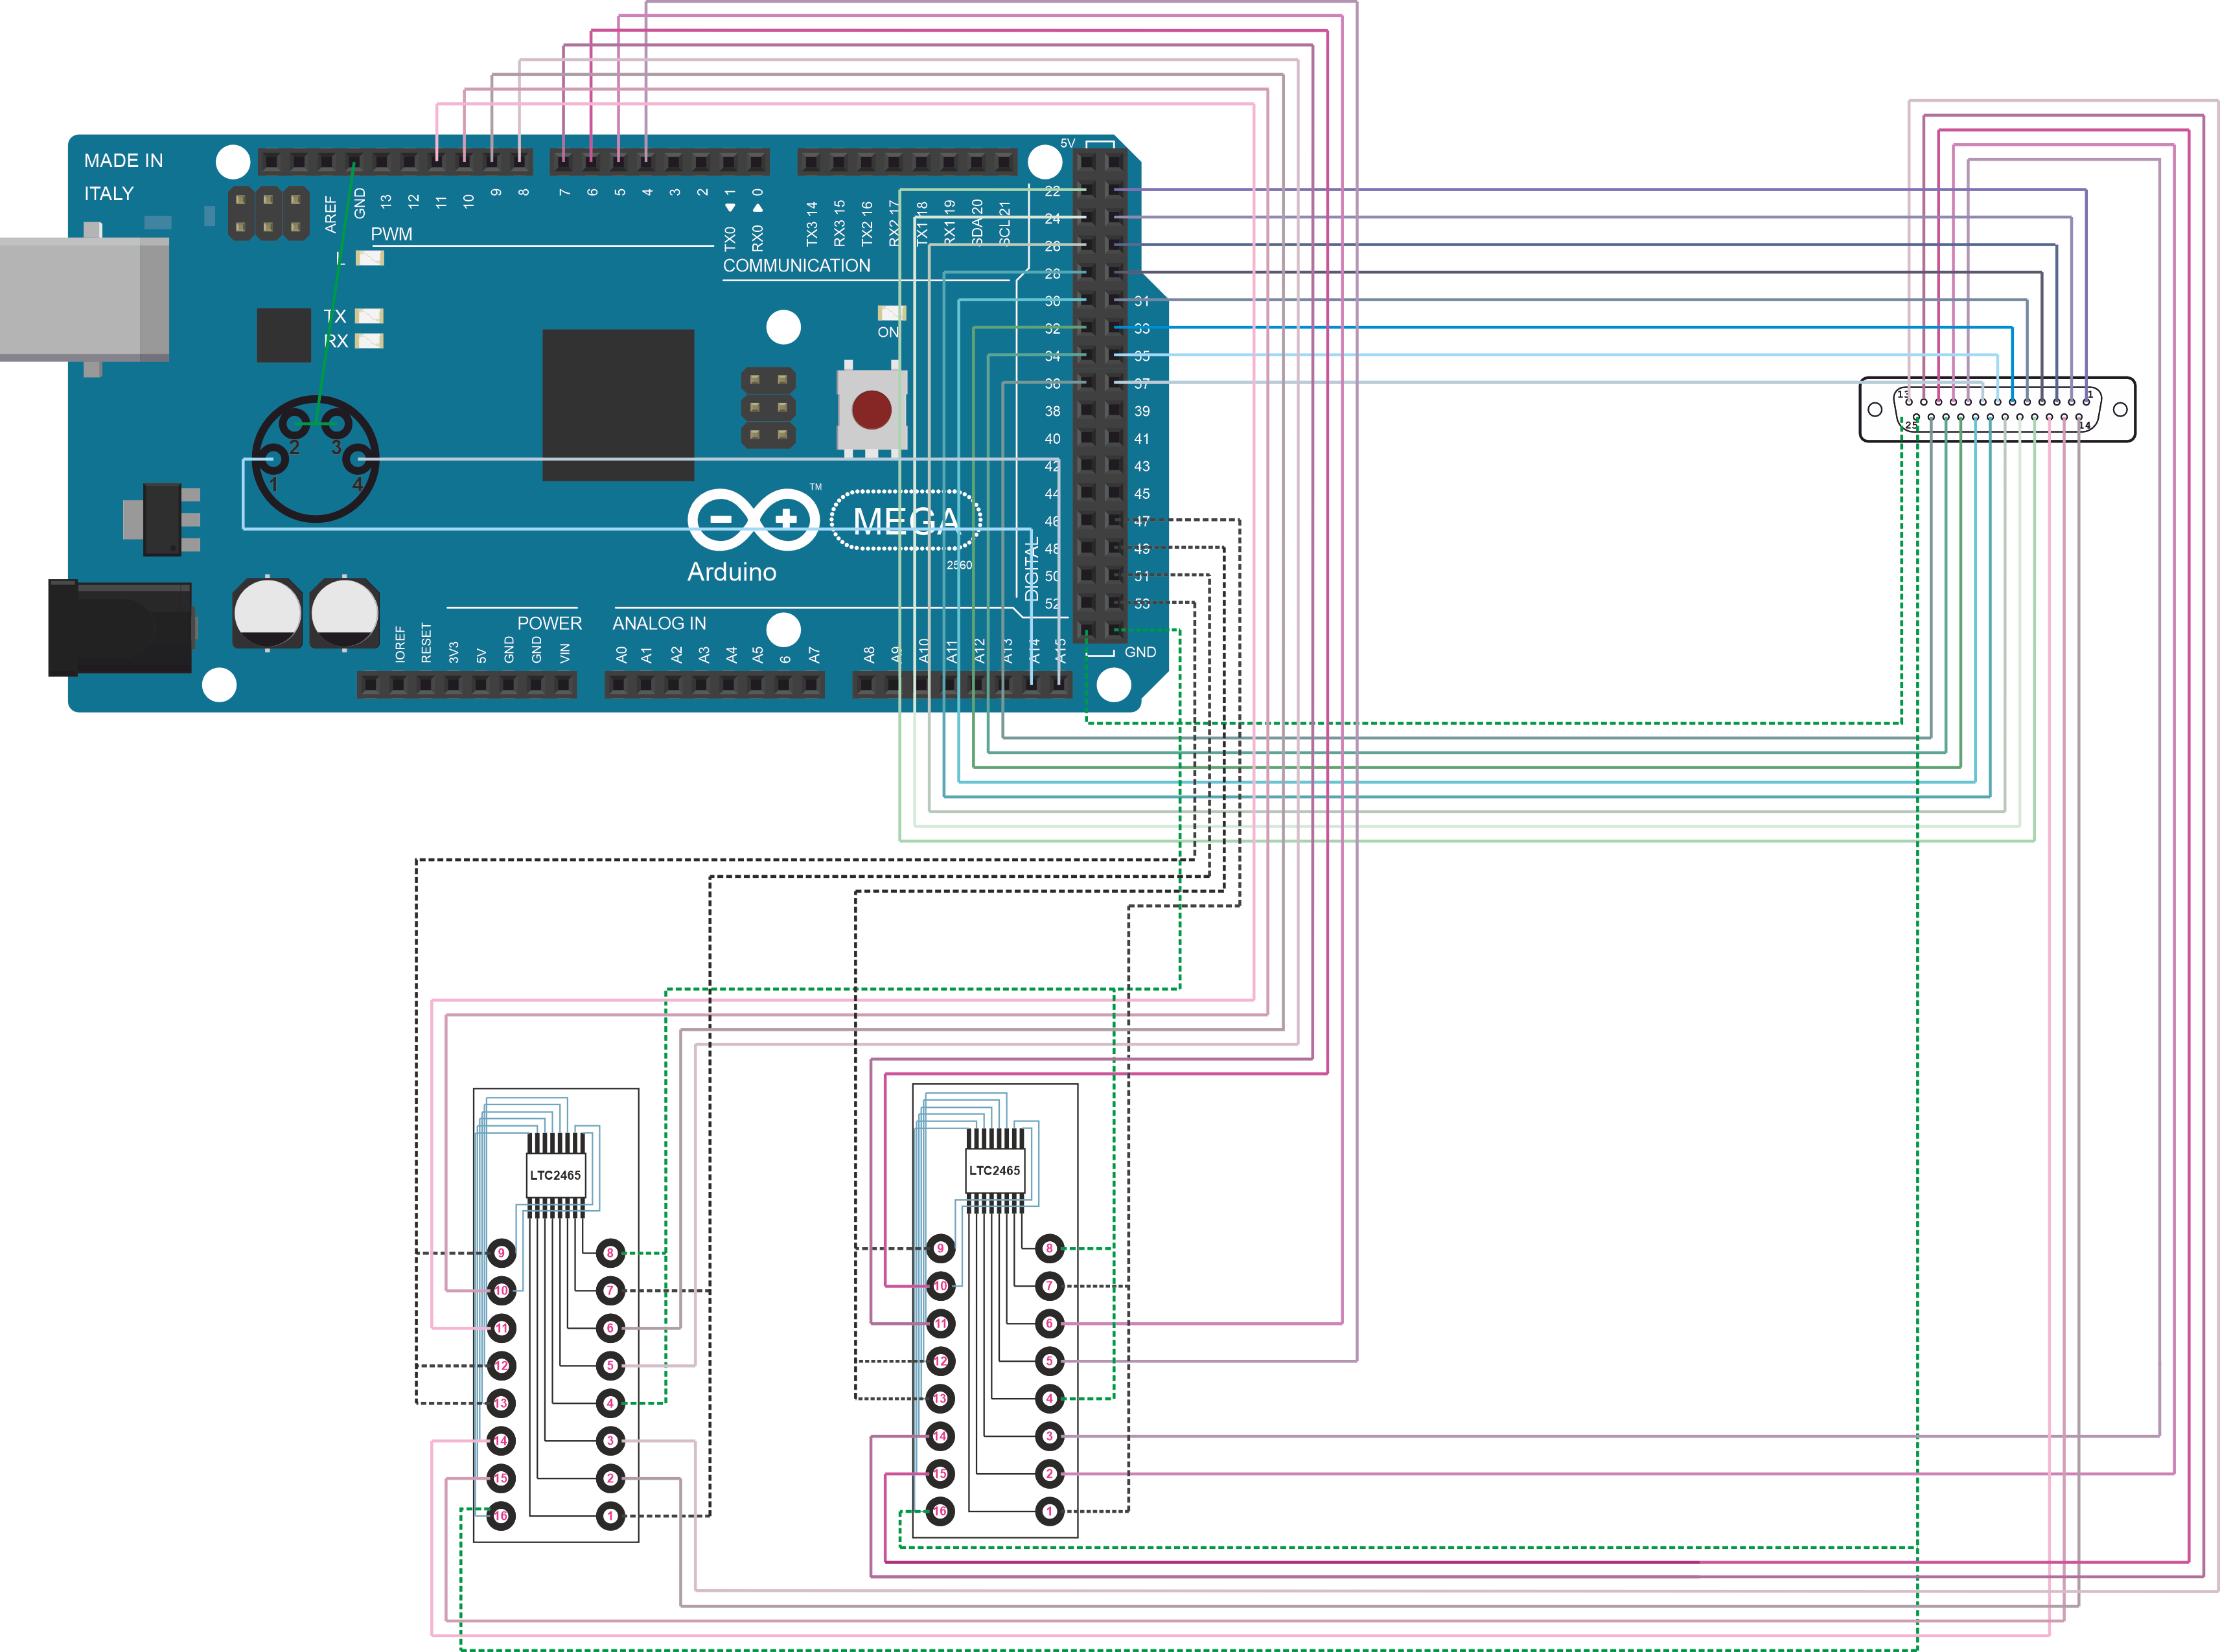 5V
MADE IN
ITALY
AREF
GND
13
12
11
10
9
8
7
6
5
4
3
2
TX0 1
RX0 0
TX3 14
RX3 15
TX2 16
RX2 17
TX1 18
RX1 19
SDA 20
SCL 21
PWM
COMMUNICATION
L
TX
RX
ON
22
24
26
28
30 31
32 33
34 35
36 37
38 39
40 41
42 43
44 45
46 47
48 49
50 51
52 53
GND
DIGITAL
2 3
1 4
TM
MEGA
Arduino
2560
POWER
ANALOG IN
IOREF
RESET
3V3
5V
GND
GND
VIN
A0
A1
A2
A3
A4
A5
6
A7
A8
A9
A10
A11
A12
A13
A14
A15
13 1
25 14
LTC2465
9 8
10 7
11 6
12 5
13 4
14 3
15 2
16 1
LTC2465
9 8
10 7
11 6
12 5
13 4
14 3
15 2
16 1